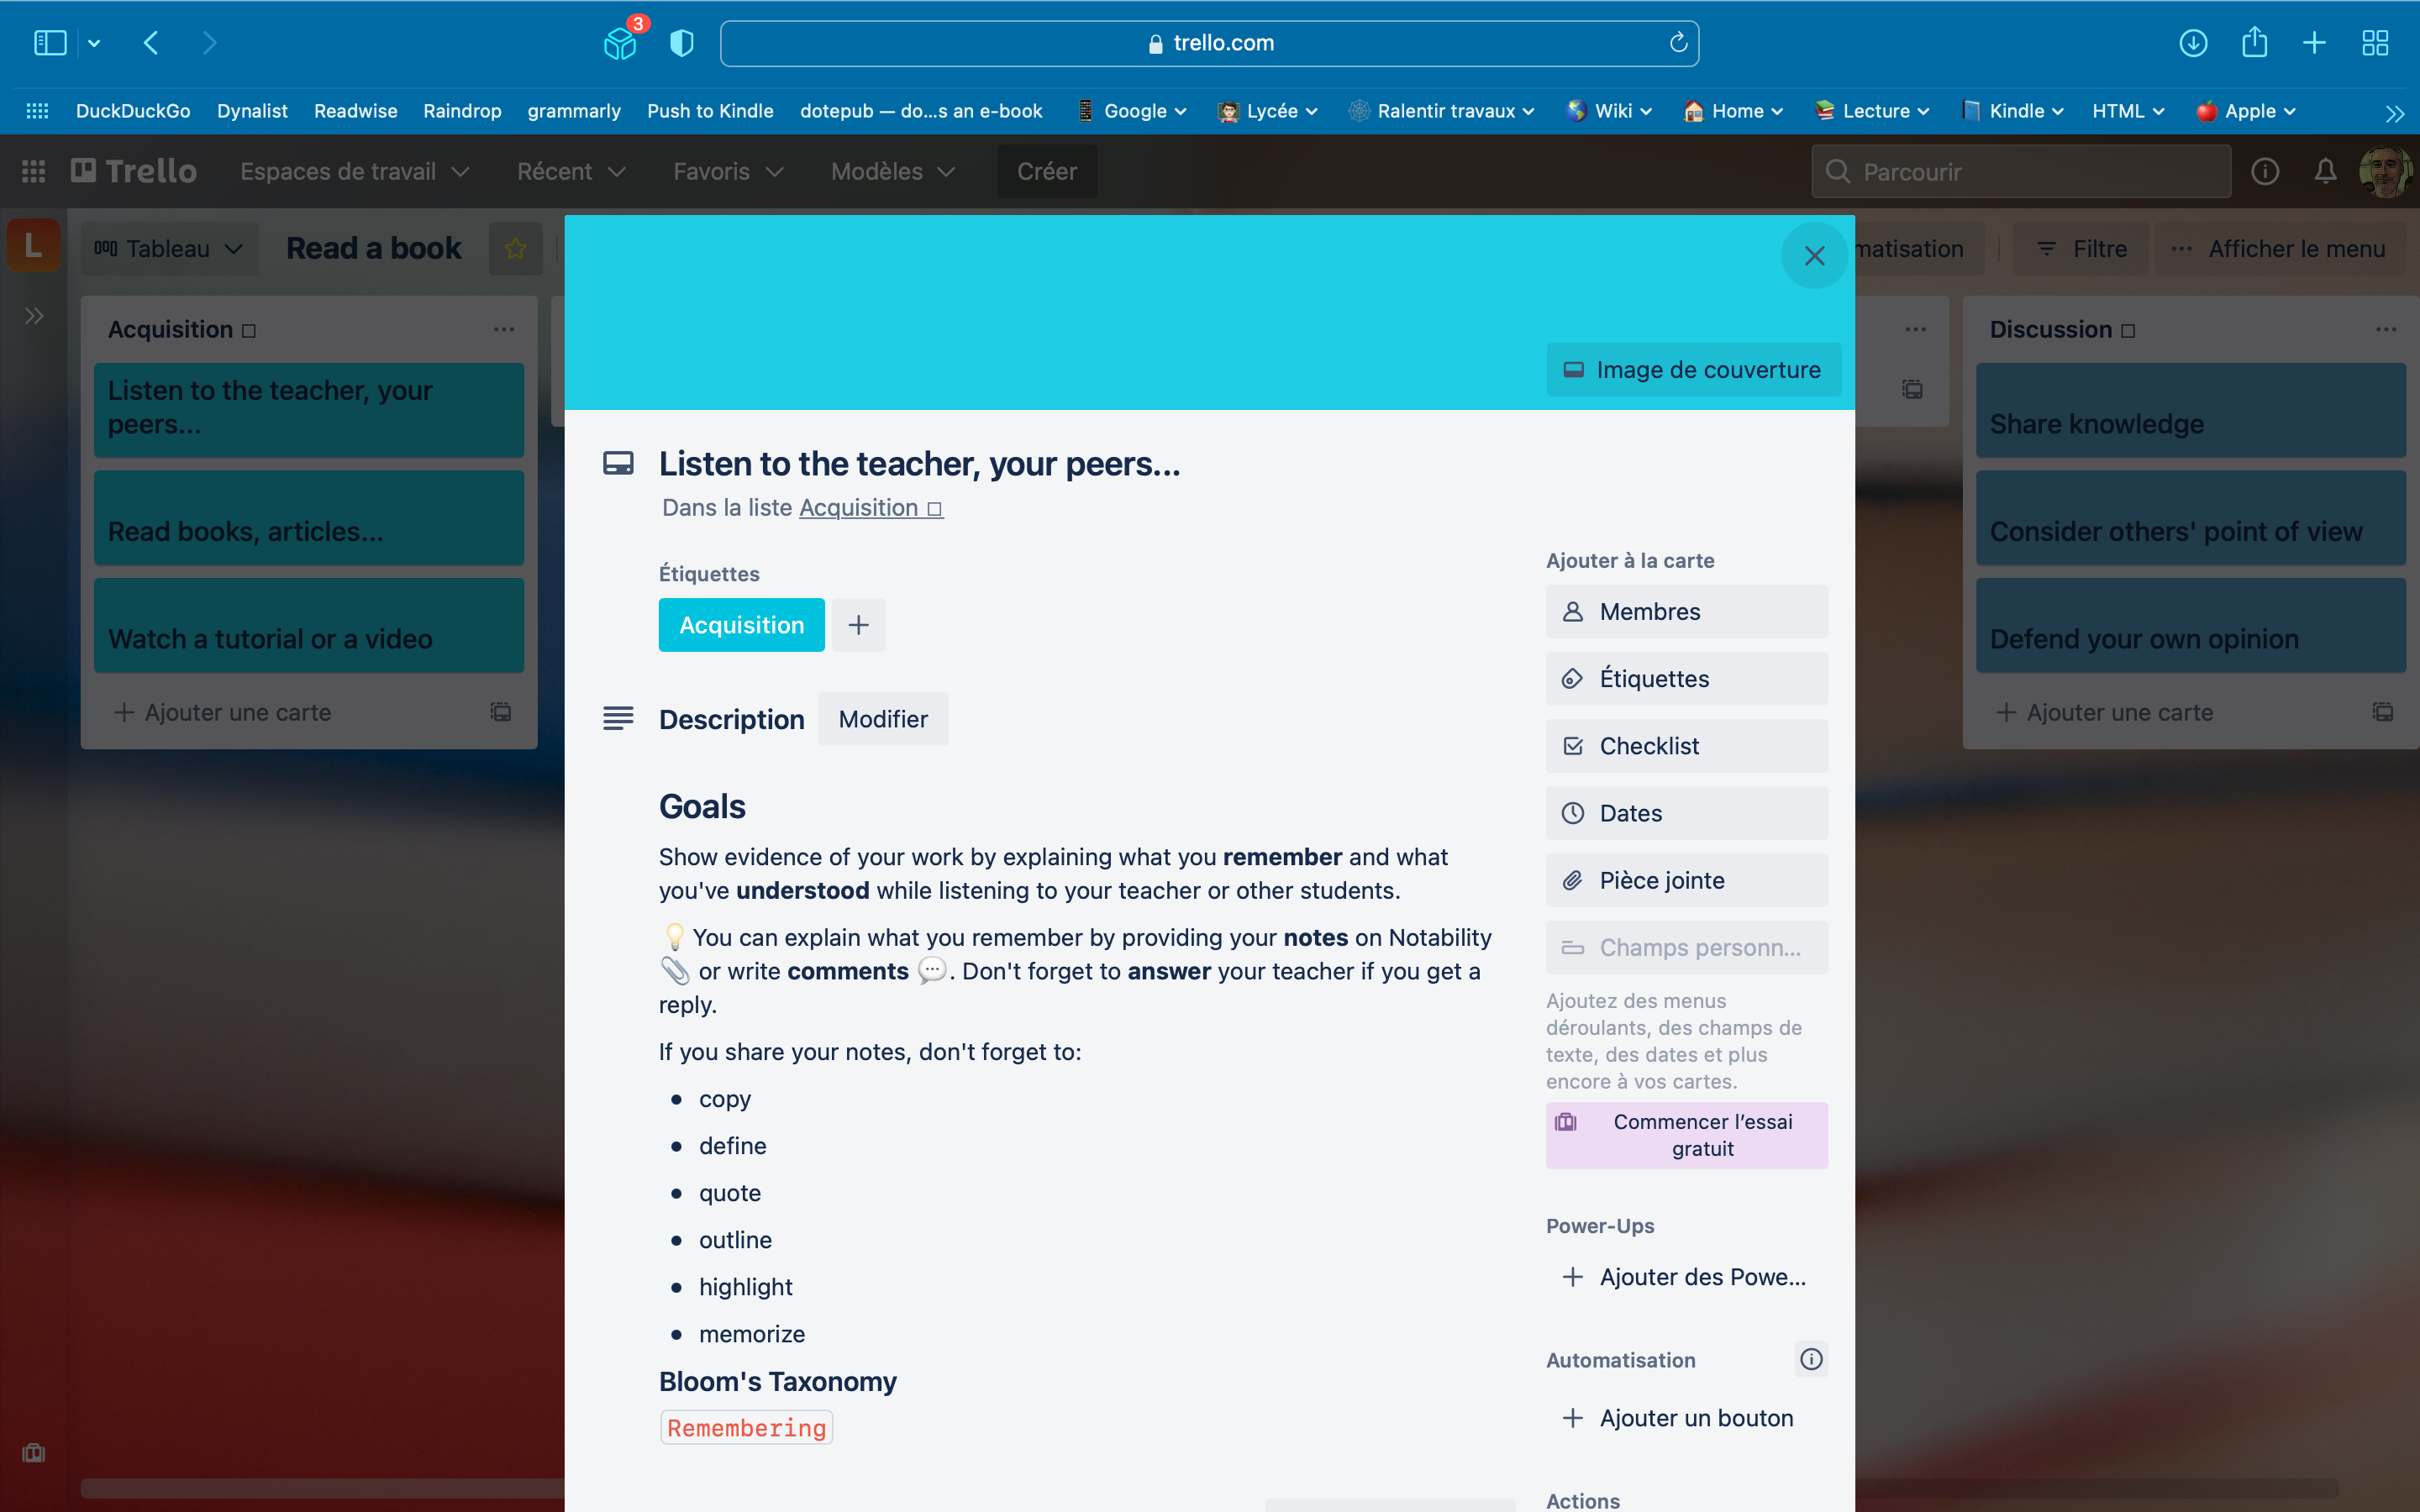 3
trello.com
DuckDuckGo Dynalist Readwise Raindrop grammarly Push to Kindle dotepub — do...s an e-book Google Lycée Ralentir travaux Wiki Home Lecture Kindle HTML Apple
Trello Espaces de travail Récent Favoris Modèles Créer Parcourir
L Tableau Read a book matisation Filtre ... Afficher le menu
Acquisition □
Listen to the teacher, your
peers...
Read books, articles...
Watch a tutorial or a video
+ Ajouter une carte
Image de couverture
Listen to the teacher, your peers...
Dans la liste Acquisition □
Étiquettes
Acquisition +
Description Modifier
Goals
Show evidence of your work by explaining what you remember and what
you've understood while listening to your teacher or other students.
💡You can explain what you remember by providing your notes on Notability
📎 or write comments 💬. Don't forget to answer your teacher if you get a
reply.
If you share your notes, don't forget to:
• copy
• define
• quote
• outline
• highlight
• memorize
Bloom's Taxonomy
Remembering
Ajouter à la carte
Membres
Étiquettes
Checklist
Dates
Pièce jointe
Champs personn...
Ajoutez des menus
déroulants, des champs de
texte, des dates et plus
encore à vos cartes.
Commencer l’essai
gratuit
Power-Ups
+ Ajouter des Powe...
Automatisation
+ Ajouter un bouton
Actions
Discussion □
Share knowledge
Consider others' point of view
Defend your own opinion
+ Ajouter une carte